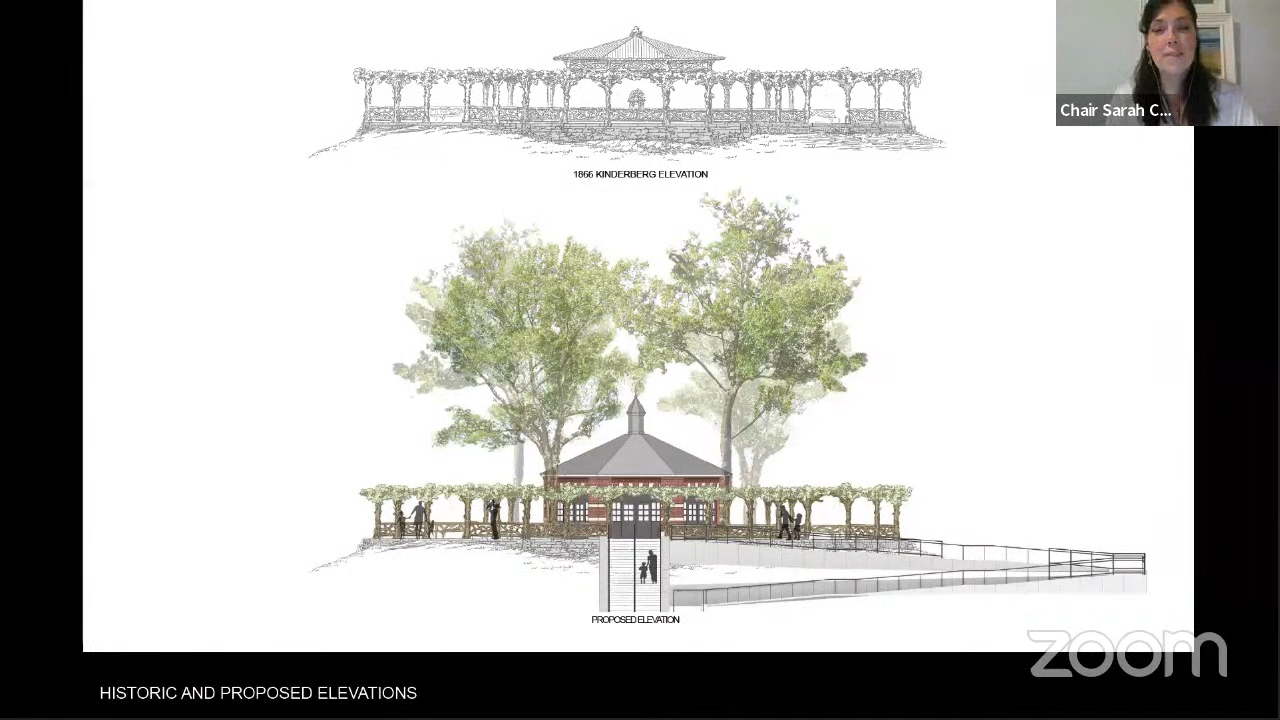 Chair Sarah C...
1866 KINDERBERG ELEVATION
PROPOSED ELEVATION
zoom
HISTORIC AND PROPOSED ELEVATIONS